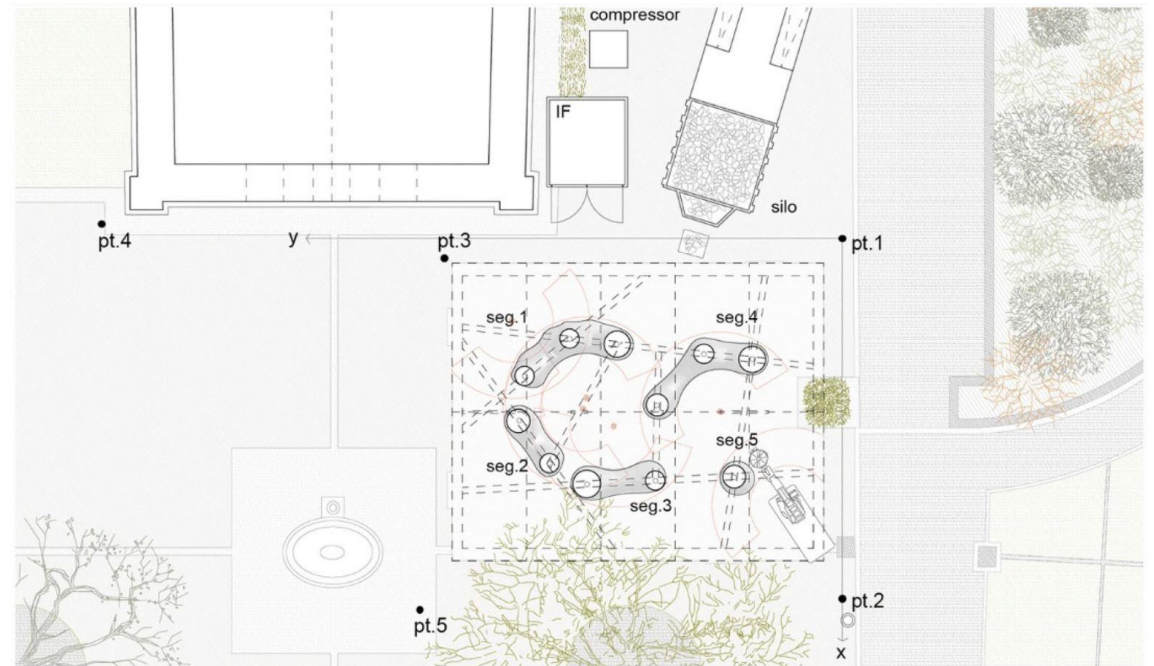 compressor
IF
silo
pt.4
y
pt.3
pt.1
seg.1
seg.4
seg.5
seg.2
seg.3
pt.2
pt.5
x